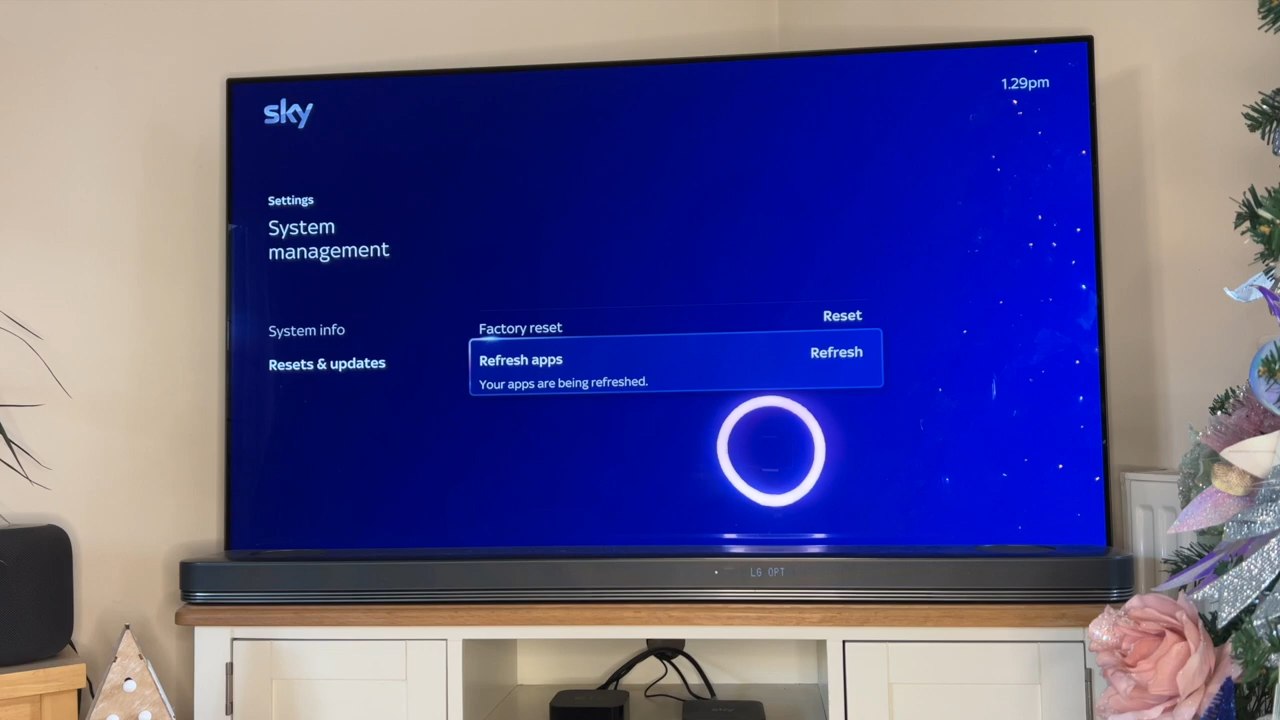 sky
1.29pm
Settings
System
management
System info
Resets & updates
Factory reset
Reset
Refresh apps
Refresh
Your apps are being refreshed.
LG OPT
sky